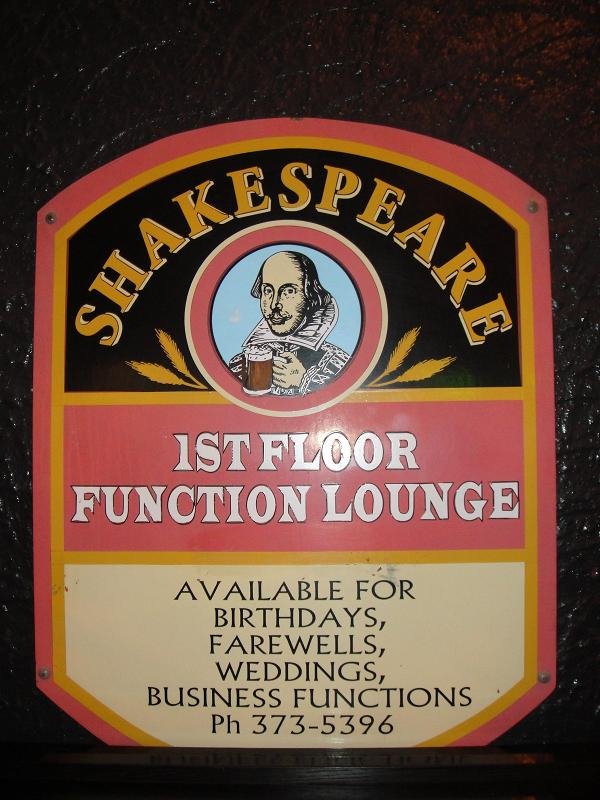 SHAKESPEARE
1ST FLOOR
FUNCTION LOUNGE
AVAILABLE FOR
BIRTHDAYS,
FAREWELLS,
WEDDINGS,
BUSINESS FUNCTIONS
Ph 373-5396